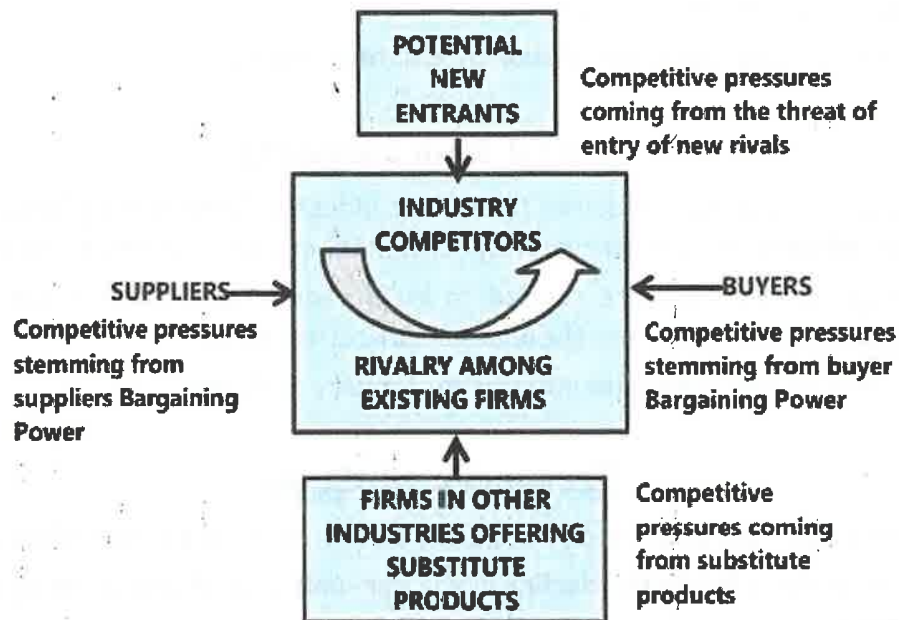 POTENTIAL
NEW
ENTRANTS
Competitive pressures
coming from the threat of
entry of new rivals
INDUSTRY
COMPETITORS
SUPPLIERS
Competitive pressures
stemming from
suppliers Bargaining
Power
BUYERS
Competitive pressures
stemming from buyer
Bargaining Power
RIVALRY AMONG
EXISTING FIRMS
FIRMS IN OTHER
INDUSTRIES OFFERING
SUBSTITUTE
PRODUCTS
Competitive
pressures coming
from substitute
products